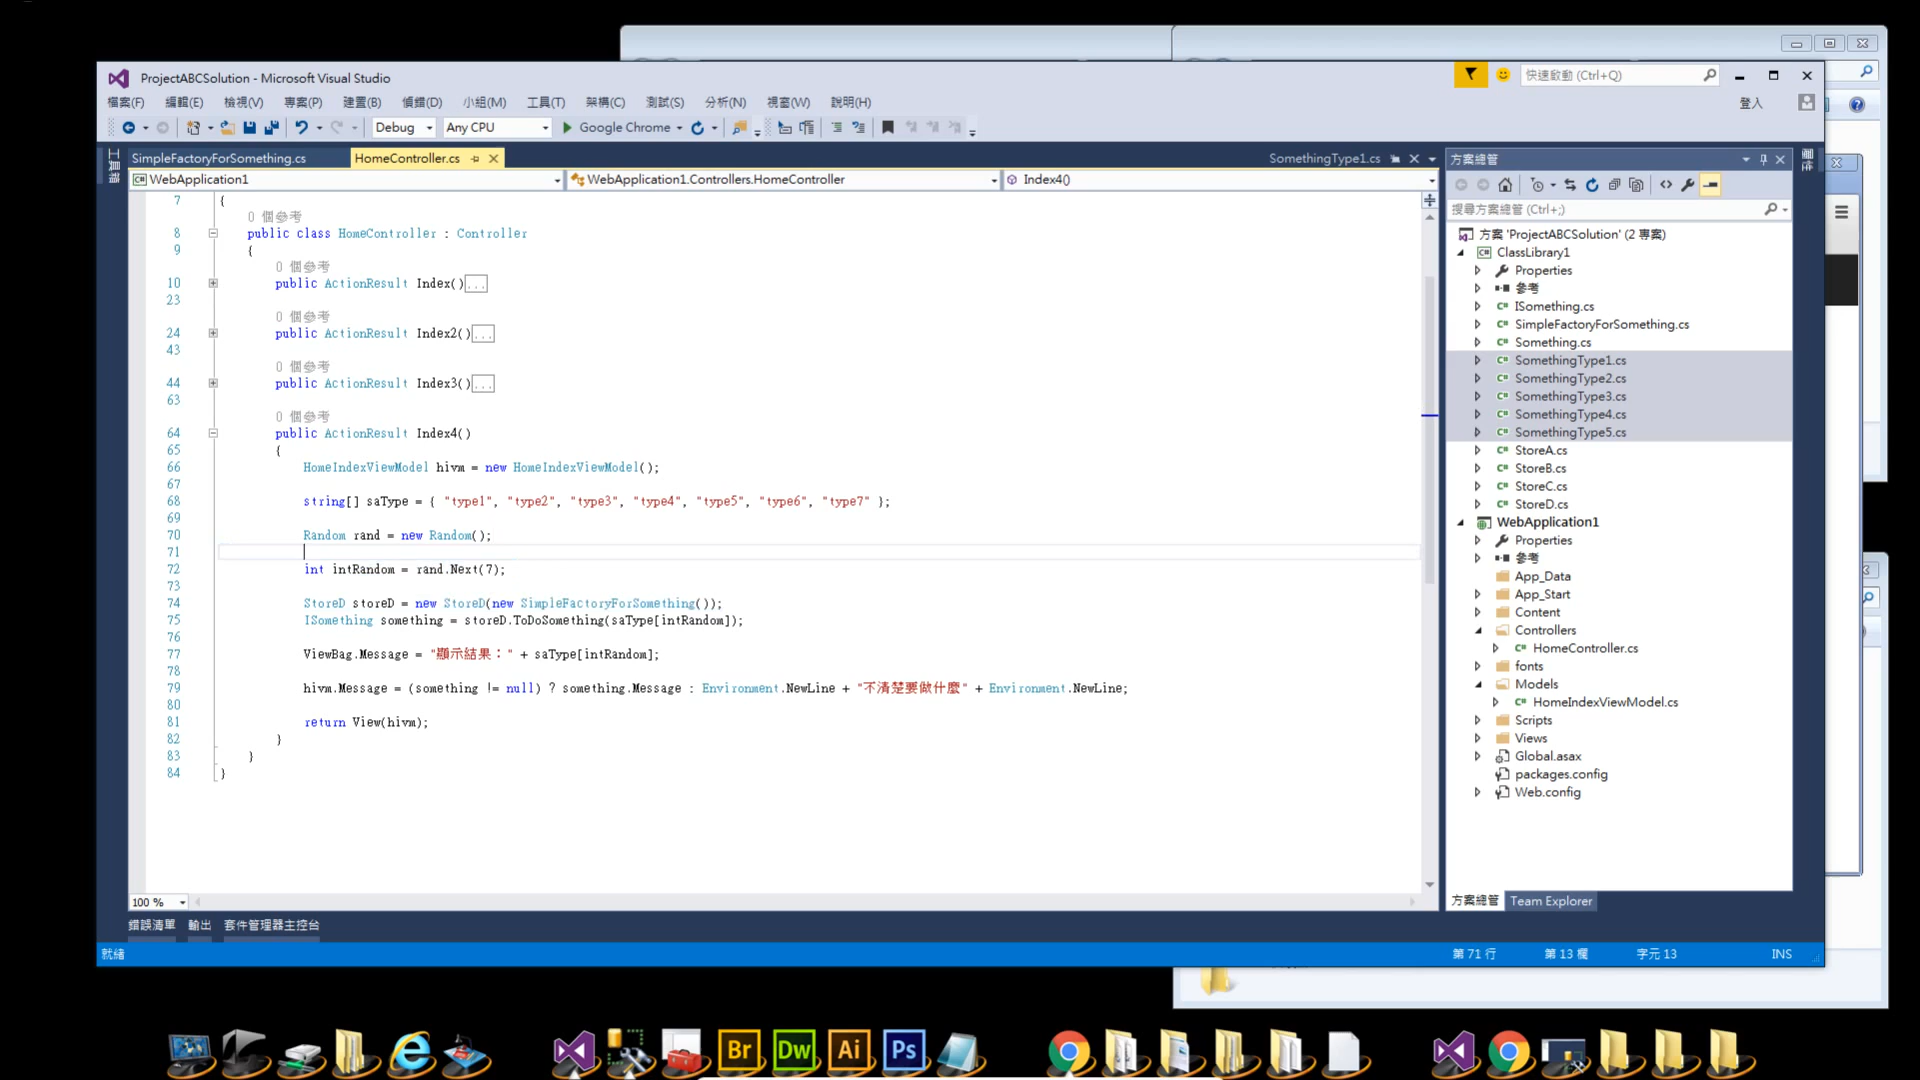 ProjectABCSolution - Microsoft Visual Studio
快速啟動 (Ctrl+Q)
檔案(F) 編輯(E) 檢視(V) 專案(P) 建置(B) 偵錯(D) 小組(M) 工具(T) 架構(C) 測試(S) 分析(N) 視窗(W) 說明(H)
登入
Debug Any CPU Google Chrome
工具箱
SimpleFactoryForSomething.cs HomeController.cs SomethingType1.cs
WebApplication1 WebApplication1.Controllers.HomeController Index4()
7 {
0 個參考
8 public class HomeController : Controller
9 {
0 個參考
10 public ActionResult Index()...
23
0 個參考
24 public ActionResult Index2()...
43
0 個參考
44 public ActionResult Index3()...
63
0 個參考
64 public ActionResult Index4()
65 {
66 HomeIndexViewModel hivm = new HomeIndexViewModel();
67
68 string[] saType = { "type1", "type2", "type3", "type4", "type5", "type6", "type7" };
69
70 Random rand = new Random();
71
72 int intRandom = rand.Next(7);
73
74 StoreD storeD = new StoreD(new SimpleFactoryForSomething());
75 ISomething something = storeD.ToDoSomething(saType[intRandom]);
76
77 ViewBag.Message = "顯示結果：" + saType[intRandom];
78
79 hivm.Message = (something != null) ? something.Message : Environment.NewLine + "不清楚要做什麼" + Environment.NewLine;
80
81 return View(hivm);
82 }
83 }
84 }
100 %
錯誤清單 輸出 套件管理器主控台
就緒
第 71 行 第 13 欄 字元 13 INS
方案總管
搜尋方案總管 (Ctrl+;)
方案 'ProjectABCSolution' (2 專案)
ClassLibrary1
Properties
參考
ISomething.cs
SimpleFactoryForSomething.cs
Something.cs
SomethingType1.cs
SomethingType2.cs
SomethingType3.cs
SomethingType4.cs
SomethingType5.cs
StoreA.cs
StoreB.cs
StoreC.cs
StoreD.cs
WebApplication1
Properties
參考
App_Data
App_Start
Content
Controllers
HomeController.cs
fonts
Models
HomeIndexViewModel.cs
Scripts
Views
Global.asax
packages.config
Web.config
方案總管 Team Explorer
Br Dw Ai Ps